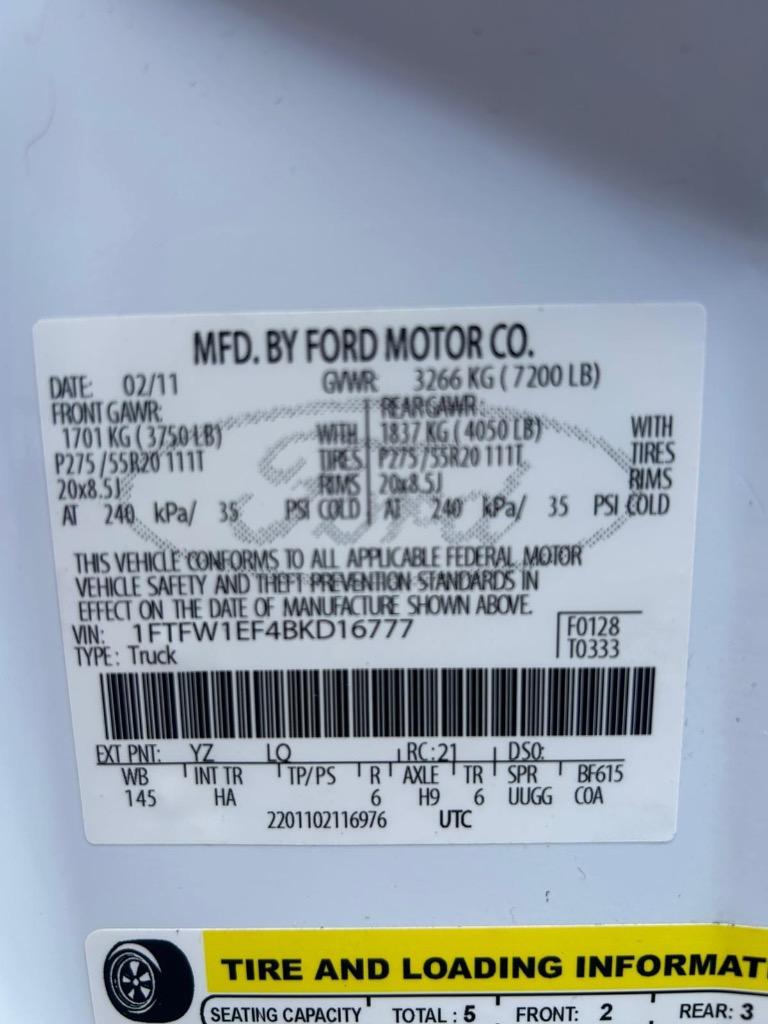 MFD. BY FORD MOTOR CO.
DATE: 02/11 GVWR: 3266 KG (7200 LB)
FRONT GAWR: REAR GAWR:
1701 KG (3750 LB) WITH 1837 KG (4050 LB) WITH
P275/55R20 111T TIRES P275/55R20 111T TIRES
20x8.5J RIMS 20x8.5J RIMS
AT 240 kPa/ 35 PSI COLD AT 240 kPa/ 35 PSI COLD
Ford
THIS VEHICLE CONFORMS TO ALL APPLICABLE FEDERAL MOTOR
VEHICLE SAFETY AND THEFT PREVENTION STANDARDS IN
EFFECT ON THE DATE OF MANUFACTURE SHOWN ABOVE.
VIN: 1FTFW1EF4BKD16777 F0128
TYPE: Truck T0333
EXT PNT: YZ LQ RC:21 DSO:
WB INT TR TP/PS R AXLE TR SPR BF615
145 HA 6 H9 6 UUGG COA
2201102116976 UTC
TIRE AND LOADING INFORMAT
SEATING CAPACITY TOTAL : 5 FRONT: 2 REAR: 3